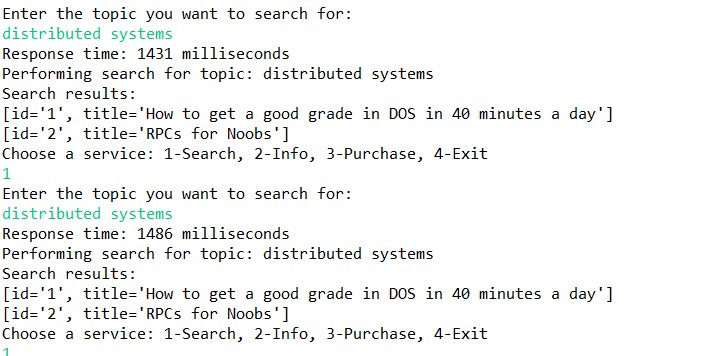 Enter the topic you want to search for:
distributed systems
Response time: 1431 milliseconds
Performing search for topic: distributed systems
Search results:
[id='1', title='How to get a good grade in DOS in 40 minutes a day']
[id='2', title='RPCs for Noobs']
Choose a service: 1-Search, 2-Info, 3-Purchase, 4-Exit
1
Enter the topic you want to search for:
distributed systems
Response time: 1486 milliseconds
Performing search for topic: distributed systems
Search results:
[id='1', title='How to get a good grade in DOS in 40 minutes a day']
[id='2', title='RPCs for Noobs']
Choose a service: 1-Search, 2-Info, 3-Purchase, 4-Exit
1